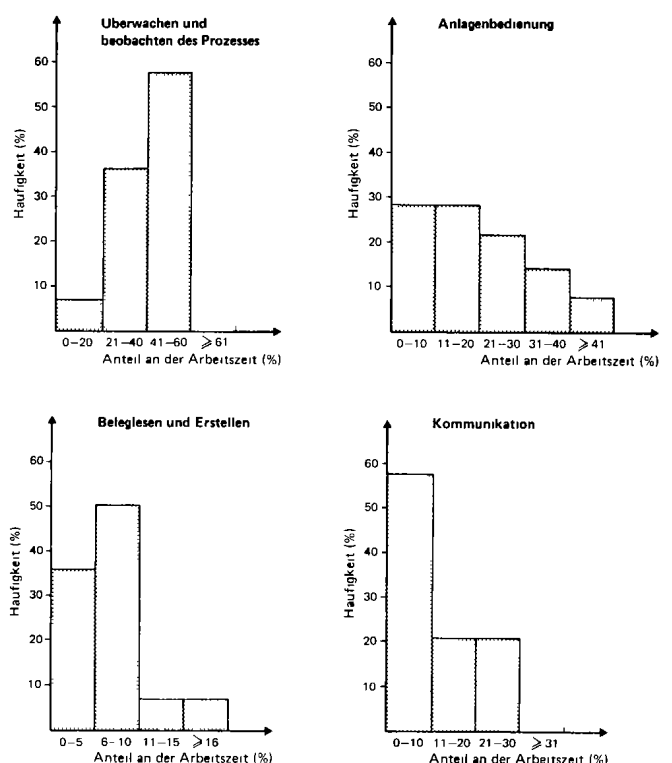 Uberwachen und
beobachten des Prozesses
Haufigkeit (%)
60
50
40
30
20
10
0–20 21–40 41–60 ⩾61
Anteil an der Arbeitszeit (%)
Anlagenbedienung
Haufigkeit (%)
60
50
40
30
20
10
0–10 11–20 21–30 31–40 ⩾41
Anteil an der Arbeitszeit (%)
Beleglesen und Erstellen
Haufigkeit (%)
60
50
40
30
20
10
0–5 6–10 11–15 ⩾16
Anteil an der Arbeitszeit (%)
Kommunikation
Haufigkeit (%)
60
50
40
30
20
10
0–10 11–20 21–30 ⩾31
Anteil an der Arbeitszeit (%)